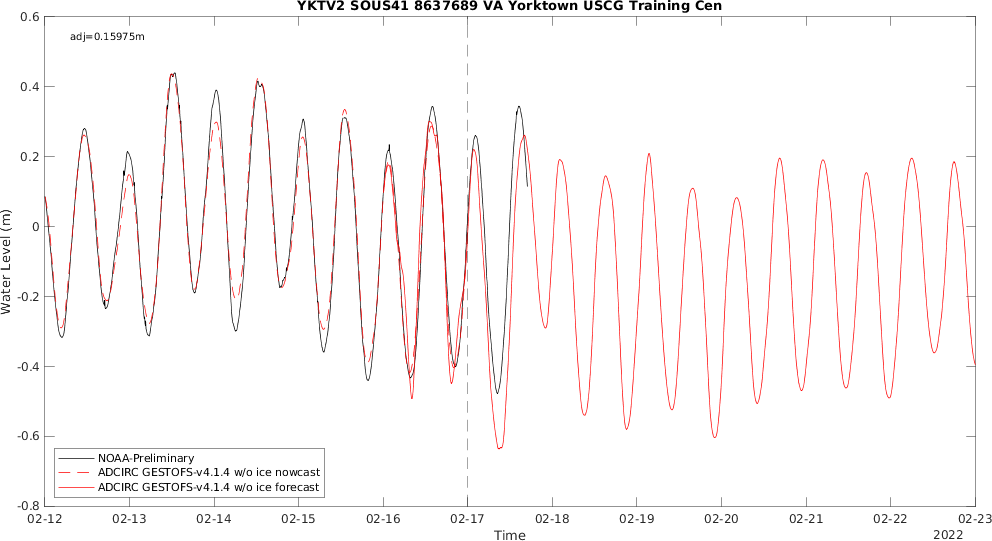 YKTV2 SOUS41 8637689 VA Yorktown USCG Training Cen
adj=0.15975m
0.6
0.4
0.2
0
-0.2
-0.4
-0.6
-0.8
Water Level (m)
NOAA-Preliminary
ADCIRC GESTOFS-v4.1.4 w/o ice nowcast
ADCIRC GESTOFS-v4.1.4 w/o ice forecast
02-12 02-13 02-14 02-15 02-16 02-17 02-18 02-19 02-20 02-21 02-22 02-23
Time
2022